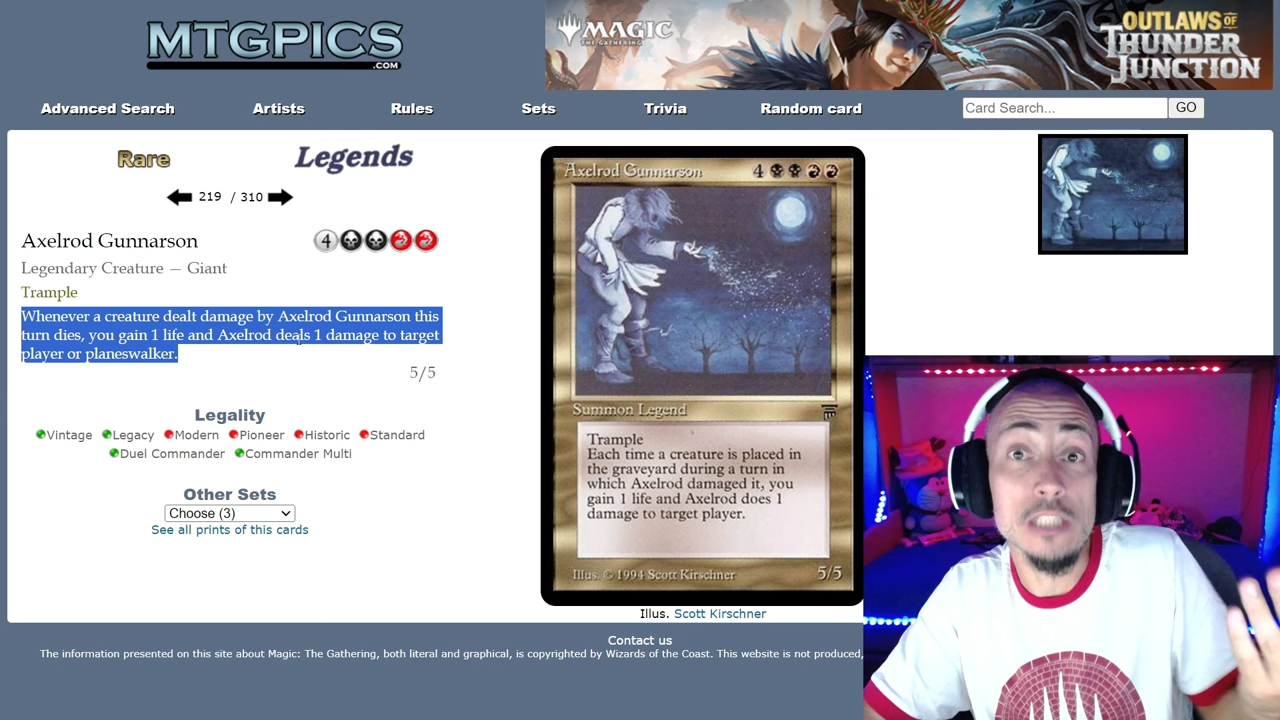 MTGPICS
.COM
MAGIC
THE GATHERING
OUTLAWS OF
THUNDER
JUNCTION
Advanced Search Artists Rules Sets Trivia Random card Card Search... GO
Rare Legends
219 / 310
Axelrod Gunnarson 4
Legendary Creature — Giant
Trample
Whenever a creature dealt damage by Axelrod Gunnarson this
turn dies, you gain 1 life and Axelrod deals 1 damage to target
player or planeswalker.
5/5
Legality
Vintage Legacy Modern Pioneer Historic Standard
Duel Commander Commander Multi
Other Sets
Choose (3)
See all prints of this cards
Axelrod Gunnarson 4
Summon Legend
Trample
Each time a creature is placed in
the graveyard during a turn in
which Axelrod damaged it, you
gain 1 life and Axelrod does 1
damage to target player.
Illus. © 1994 Scott Kirschner 5/5
Illus. Scott Kirschner
Contact us
The information presented on this site about Magic: The Gathering, both literal and graphical, is copyrighted by Wizards of the Coast. This website is not produced,